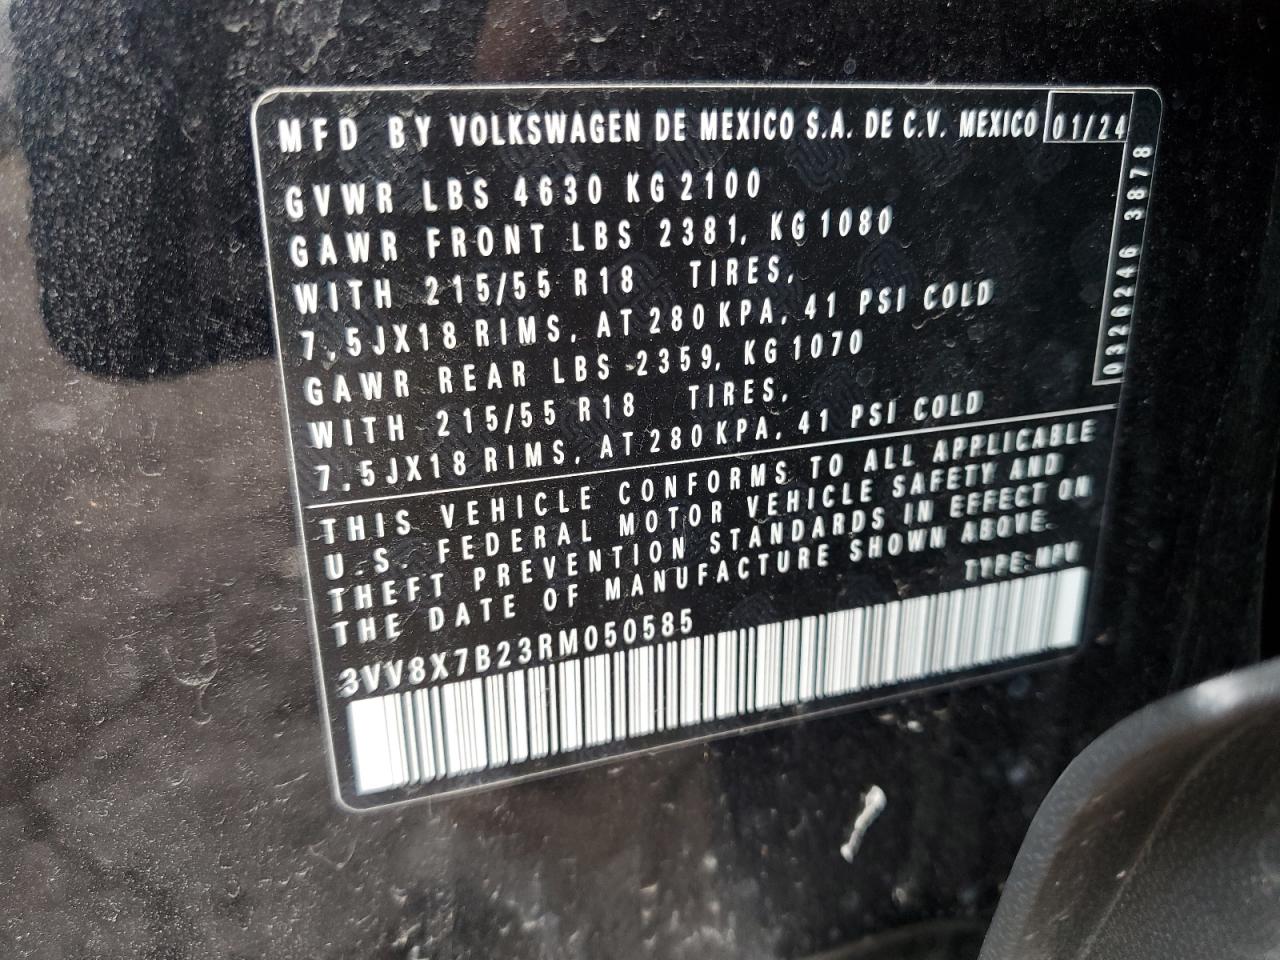 MFD BY VOLKSWAGEN DE MEXICO S.A. DE C.V. MEXICO 01/24
GVWR LBS 4630 KG 2100
GAWR FRONT LBS 2381, KG 1080
WITH 215/55 R18 TIRES,
7.5JX18 RIMS, AT 280 KPA, 41 PSI COLD
GAWR REAR LBS 2359, KG 1070
WITH 215/55 R18 TIRES,
7.5JX18 RIMS, AT 280 KPA, 41 PSI COLD
0326246 3878
THIS VEHICLE CONFORMS TO ALL APPLICABLE
U.S. FEDERAL MOTOR VEHICLE SAFETY AND
THEFT PREVENTION STANDARDS IN EFFECT ON
THE DATE OF MANUFACTURE SHOWN ABOVE.
TYPE: MPV
3VV8X7B23RM050585